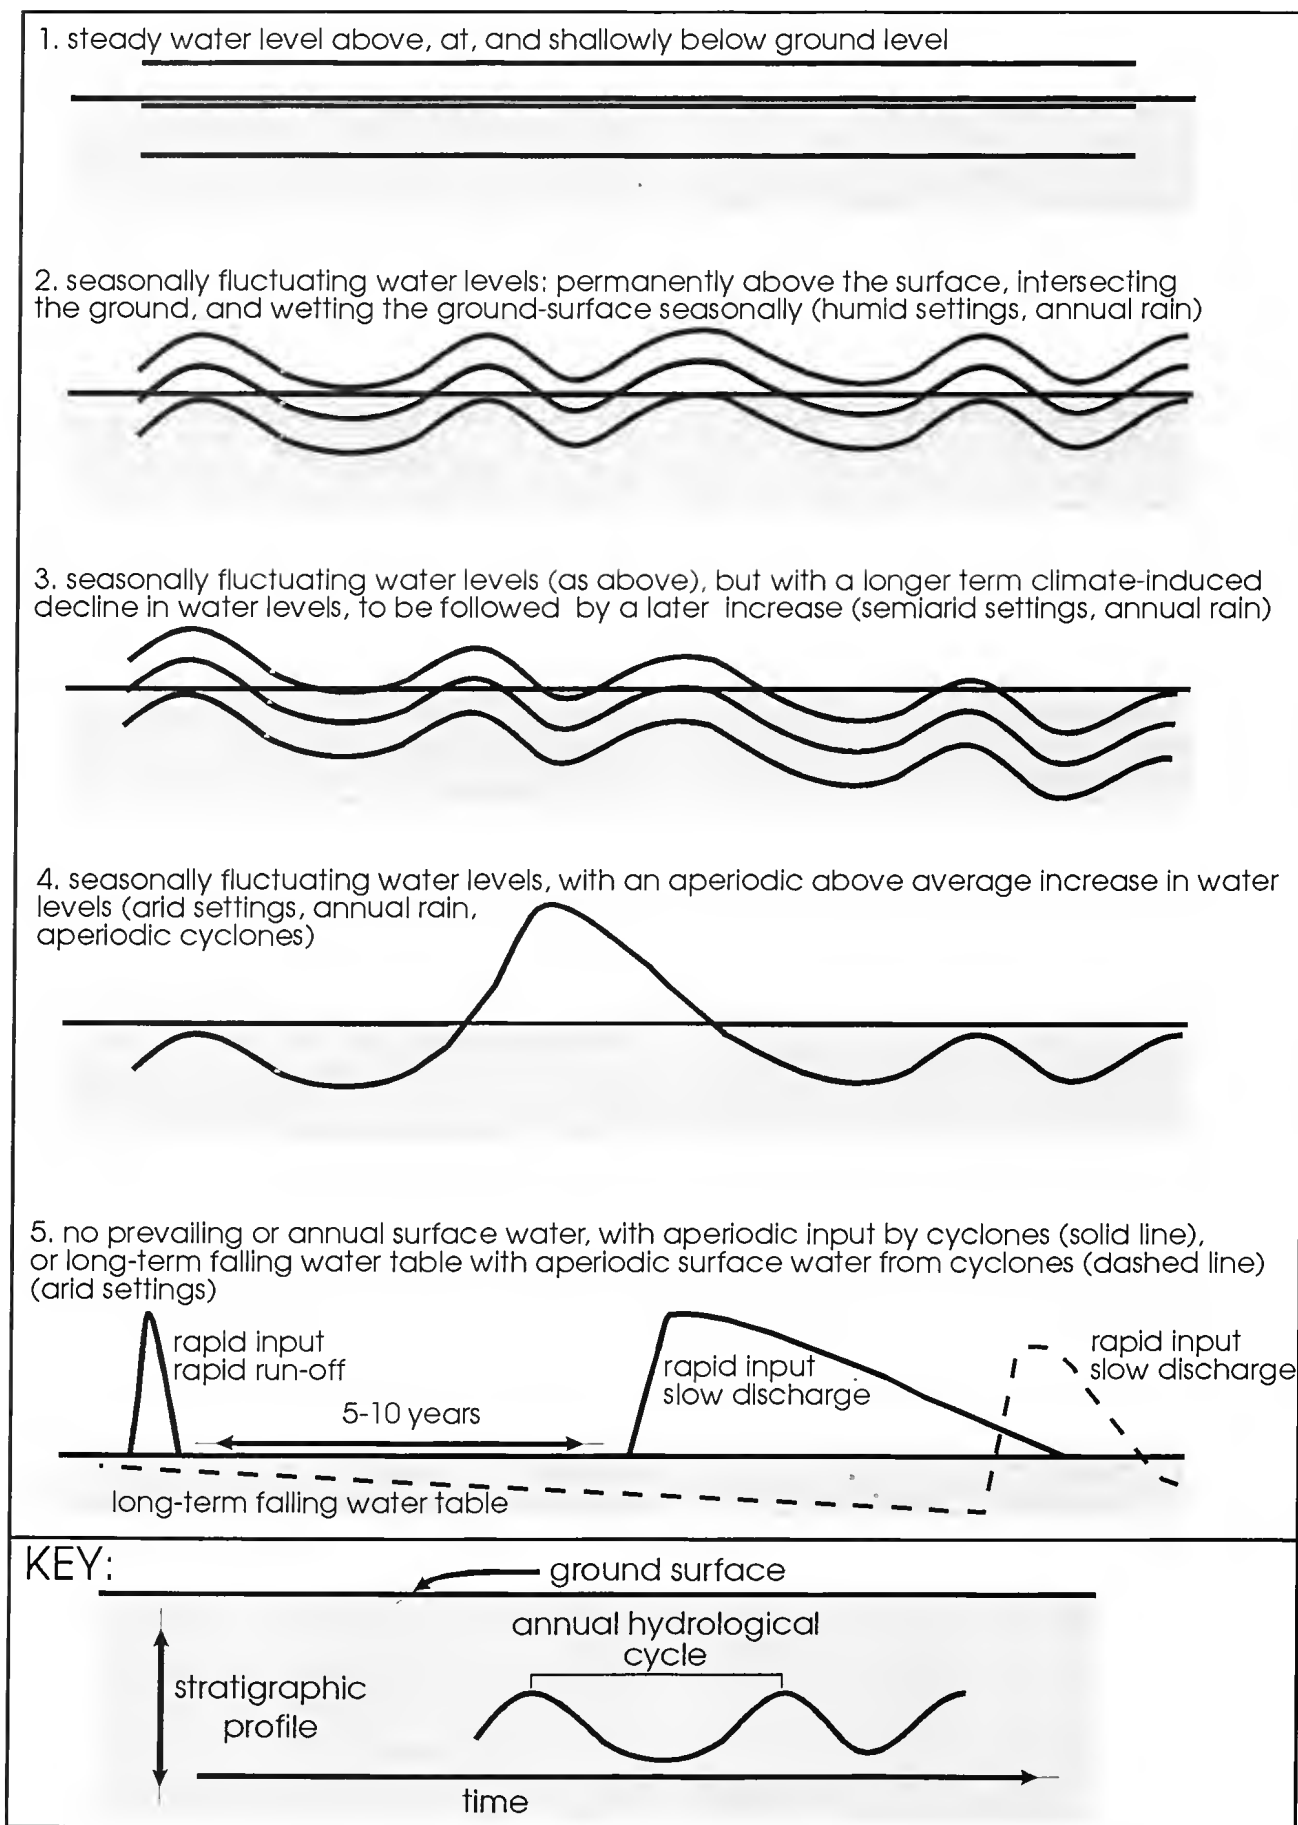 1. steady water level above, at, and shallowly below ground level
2. seasonally fluctuating water levels: permanently above the surface, intersecting
the ground, and wetting the ground-surface seasonally (humid settings, annual rain)
3. seasonally fluctuating water levels (as above), but with a longer term climate-induced
decline in water levels, to be followed by a later increase (semiarid settings, annual rain)
4. seasonally fluctuating water levels, with an aperiodic above average increase in water
levels (arid settings, annual rain,
aperiodic cyclones)
5. no prevailing or annual surface water, with aperiodic input by cyclones (solid line),
or long-term falling water table with aperiodic surface water from cyclones (dashed line)
(arid settings)
rapid input
rapid run-off
5-10 years
rapid input
slow discharge
rapid input
slow discharge
long-term falling water table
KEY:
ground surface
annual hydrological
cycle
stratigraphic
profile
time